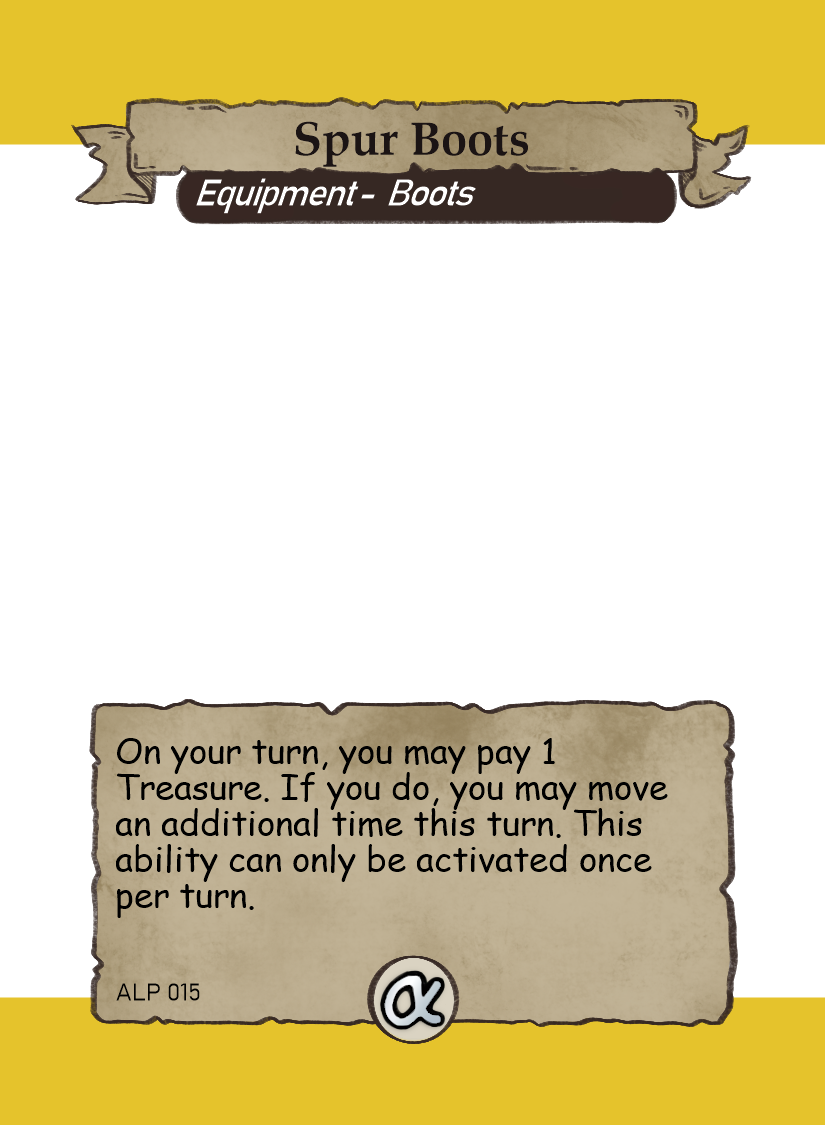 Spur Boots
Equipment - Boots
On your turn, you may pay 1
Treasure. If you do, you may move
an additional time this turn. This
ability can only be activated once
per turn.
ALP 015
α